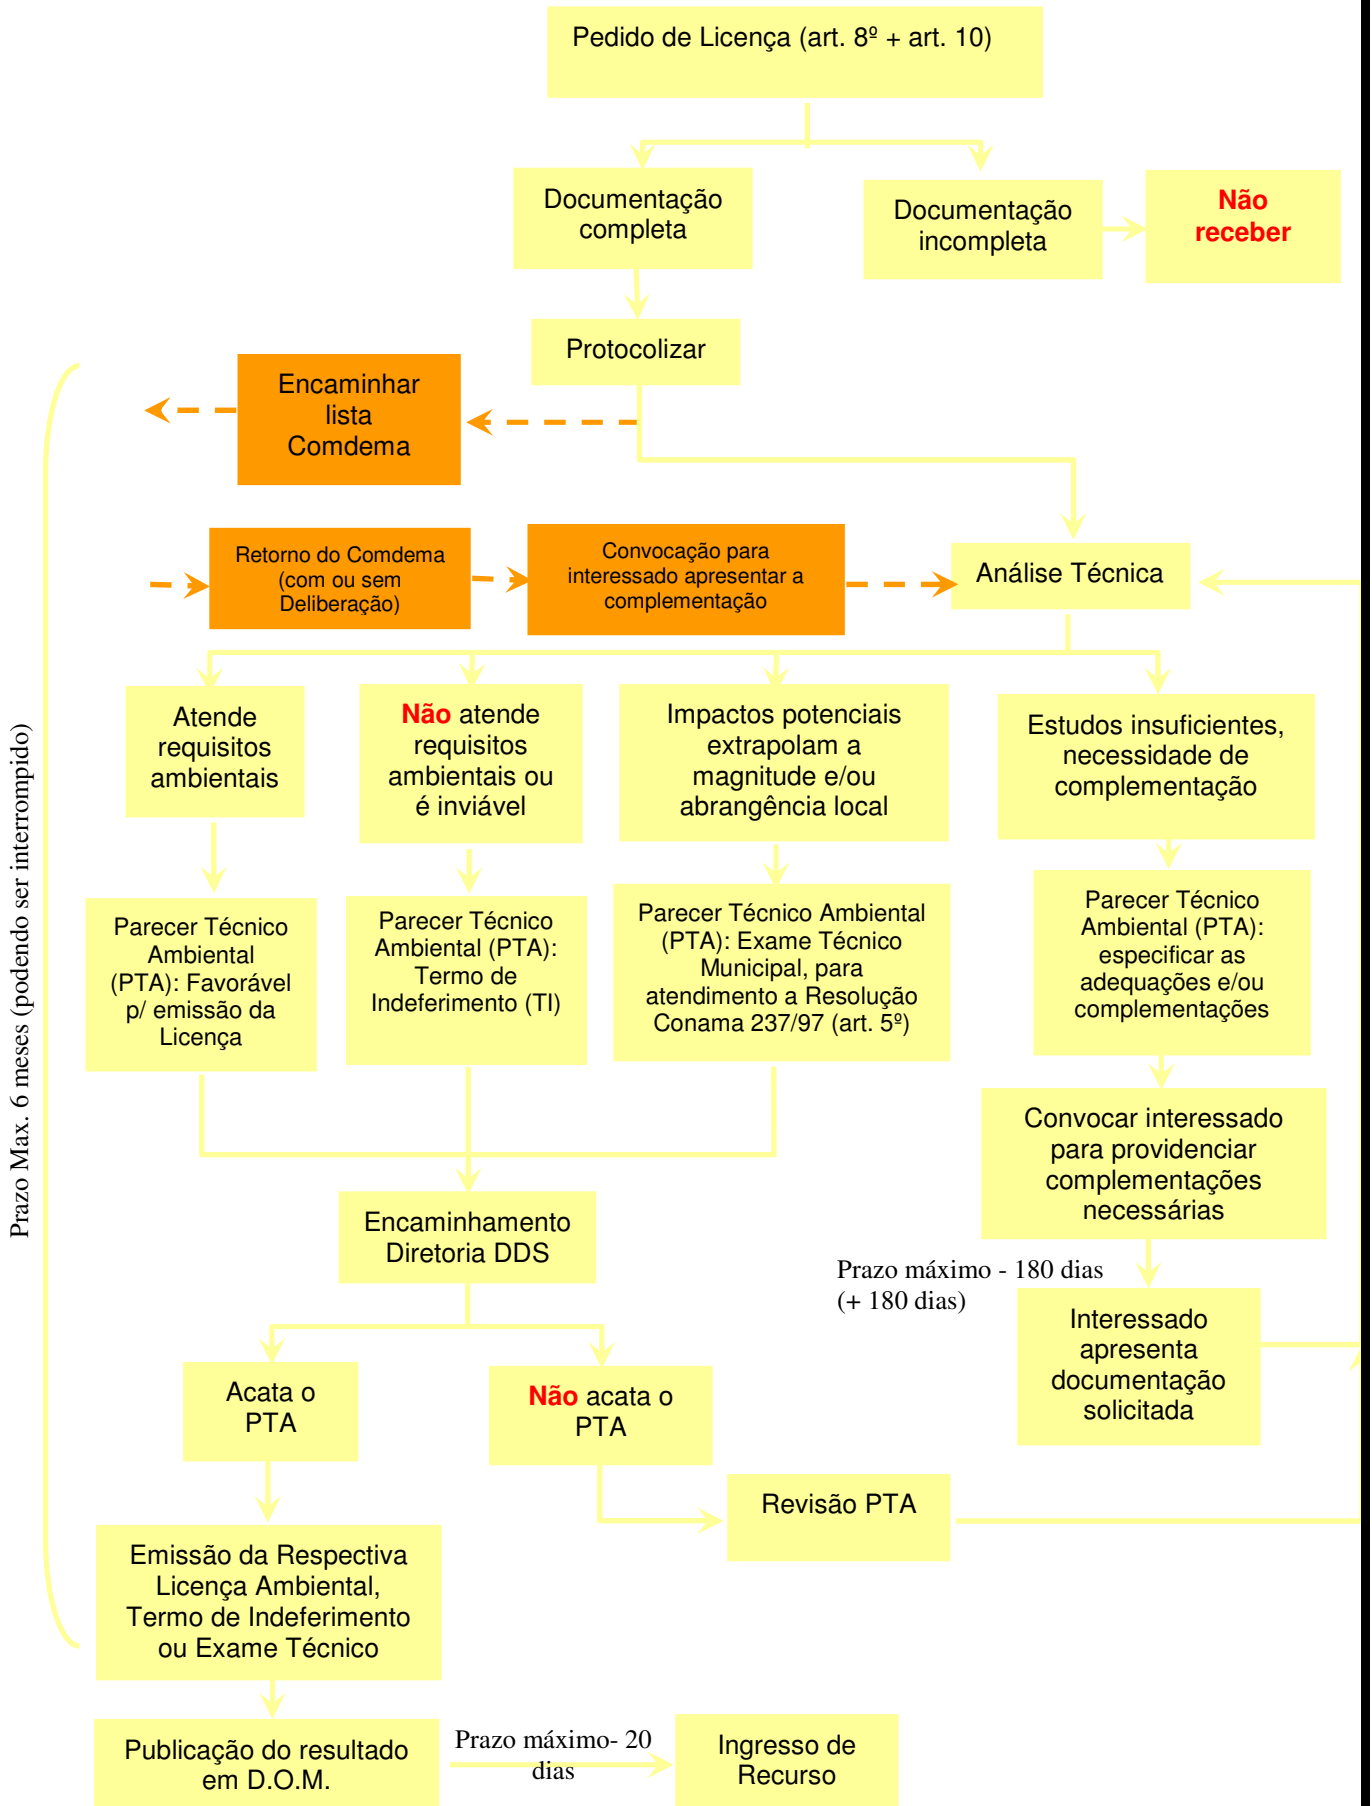 Pedido de Licença (art. 8º + art. 10)
Documentação
completa
Documentação
incompleta
Não
receber
Protocolizar
Encaminhar
lista
Comdema
Retorno do Comdema
(com ou sem
Deliberação)
Convocação para
interessado apresentar a
complementação
Análise Técnica
Atende
requisitos
ambientais
Não atende
requisitos
ambientais ou
é inviável
Impactos potenciais
extrapolam a
magnitude e/ou
abrangência local
Estudos insuficientes,
necessidade de
complementação
Prazo Max. 6 meses (podendo ser interrompido)
Parecer Técnico
Ambiental
(PTA): Favorável
p/ emissão da
Licença
Parecer Técnico
Ambiental (PTA):
Termo de
Indeferimento (TI)
Parecer Técnico Ambiental
(PTA): Exame Técnico
Municipal, para
atendimento a Resolução
Conama 237/97 (art. 5º)
Parecer Técnico
Ambiental (PTA):
especificar as
adequações e/ou
complementações
Convocar interessado
para providenciar
complementações
necessárias
Encaminhamento
Diretoria DDS
Prazo máximo - 180 dias
(+ 180 dias)
Interessado
apresenta
documentação
solicitada
Acata o
PTA
Não acata o
PTA
Revisão PTA
Emissão da Respectiva
Licença Ambiental,
Termo de Indeferimento
ou Exame Técnico
Publicação do resultado
em D.O.M.
Prazo máximo- 20
dias
Ingresso de
Recurso